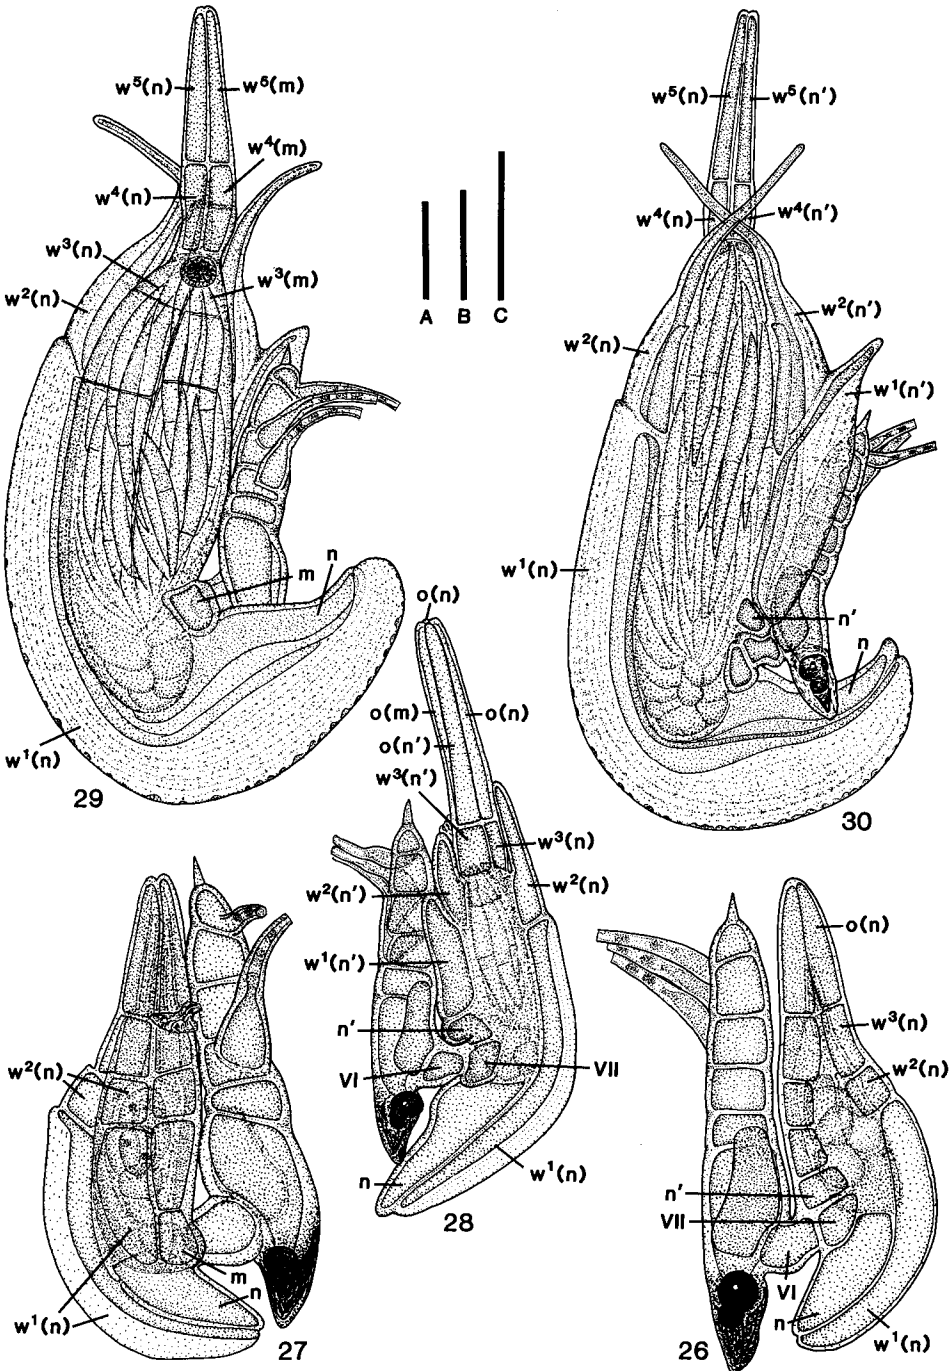 w⁵(n)
w⁵(m)
w⁴(m)
w⁴(n)
w³(n)
w³(m)
w²(n)
n
m
w¹(n)
29
A
B
C
w⁵(n)
w⁵(n')
w⁴(n)
w⁴(n')
w²(n')
w²(n)
w¹(n')
w¹(n)
n'
n
30
o(n)
o(m)
o(n)
o(n')
w³(n')
w³(n)
w²(n')
w²(n)
w¹(n')
n'
VI
VII
n
w¹(n)
28
w²(n)
m
n
w¹(n)
27
o(n)
w³(n)
w²(n)
n'
VII
VI
n
w¹(n)
26